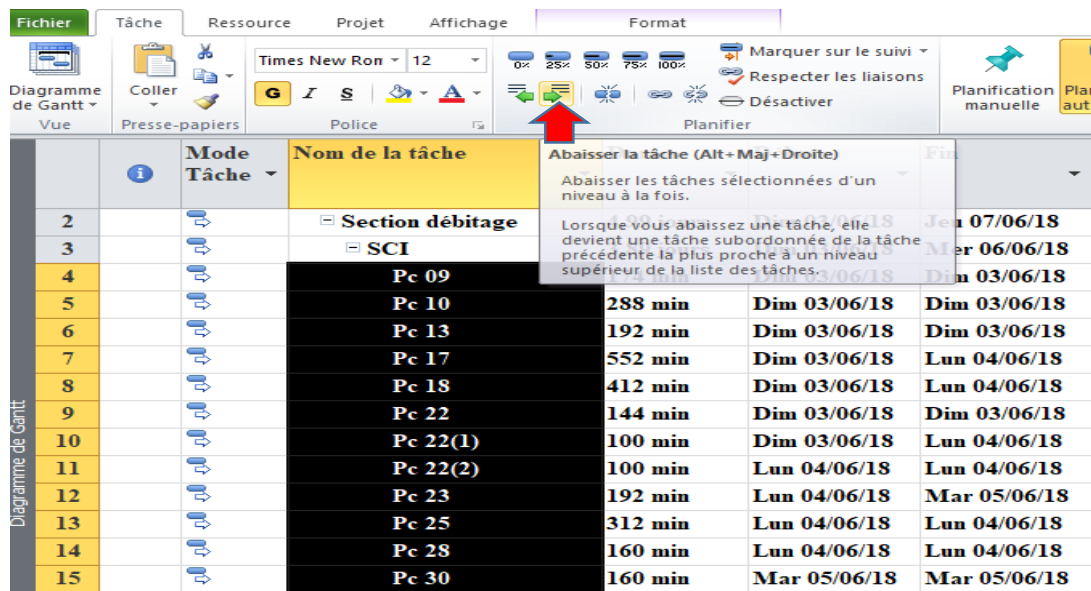 Fichier Tâche Ressource Projet Affichage Format
0% 25% 50% 75% 100%
Marquer sur le suivi
Times New Ron 12
Respecter les liaisons
Diagramme de Gantt
Coller
G I S A
Désactiver
Planification manuelle
Vue Presse-papiers Police Planifier
Mode Tâche
Nom de la tâche
Abaisser la tâche (Alt+Maj+Droite)
Abaisser les tâches sélectionnées d'un
niveau à la fois.
Lorsque vous abaissez une tâche, elle
devient une tâche subordonnée de la tâche
précédente la plus proche à un niveau
supérieur de la liste des tâches.
Fin
2 Section débitage 07/06/18
3 SCI 06/06/18
4 Pc 09 Dim 03/06/18
5 Pc 10 288 min Dim 03/06/18 Dim 03/06/18
6 Pc 13 192 min Dim 03/06/18 Dim 03/06/18
7 Pc 17 552 min Dim 03/06/18 Lun 04/06/18
8 Pc 18 412 min Dim 03/06/18 Lun 04/06/18
9 Pc 22 144 min Dim 03/06/18 Dim 03/06/18
10 Pc 22(1) 100 min Dim 03/06/18 Lun 04/06/18
11 Pc 22(2) 100 min Lun 04/06/18 Lun 04/06/18
12 Pc 23 192 min Lun 04/06/18 Mar 05/06/18
13 Pc 25 312 min Lun 04/06/18 Lun 04/06/18
14 Pc 28 160 min Lun 04/06/18 Lun 04/06/18
15 Pc 30 160 min Mar 05/06/18 Mar 05/06/18
Diagramme de Gantt